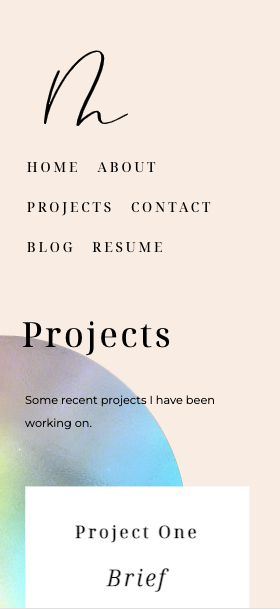 HOME ABOUT
PROJECTS CONTACT
BLOG RESUME
Projects
Some recent projects I have been
working on.
Project One
Brief